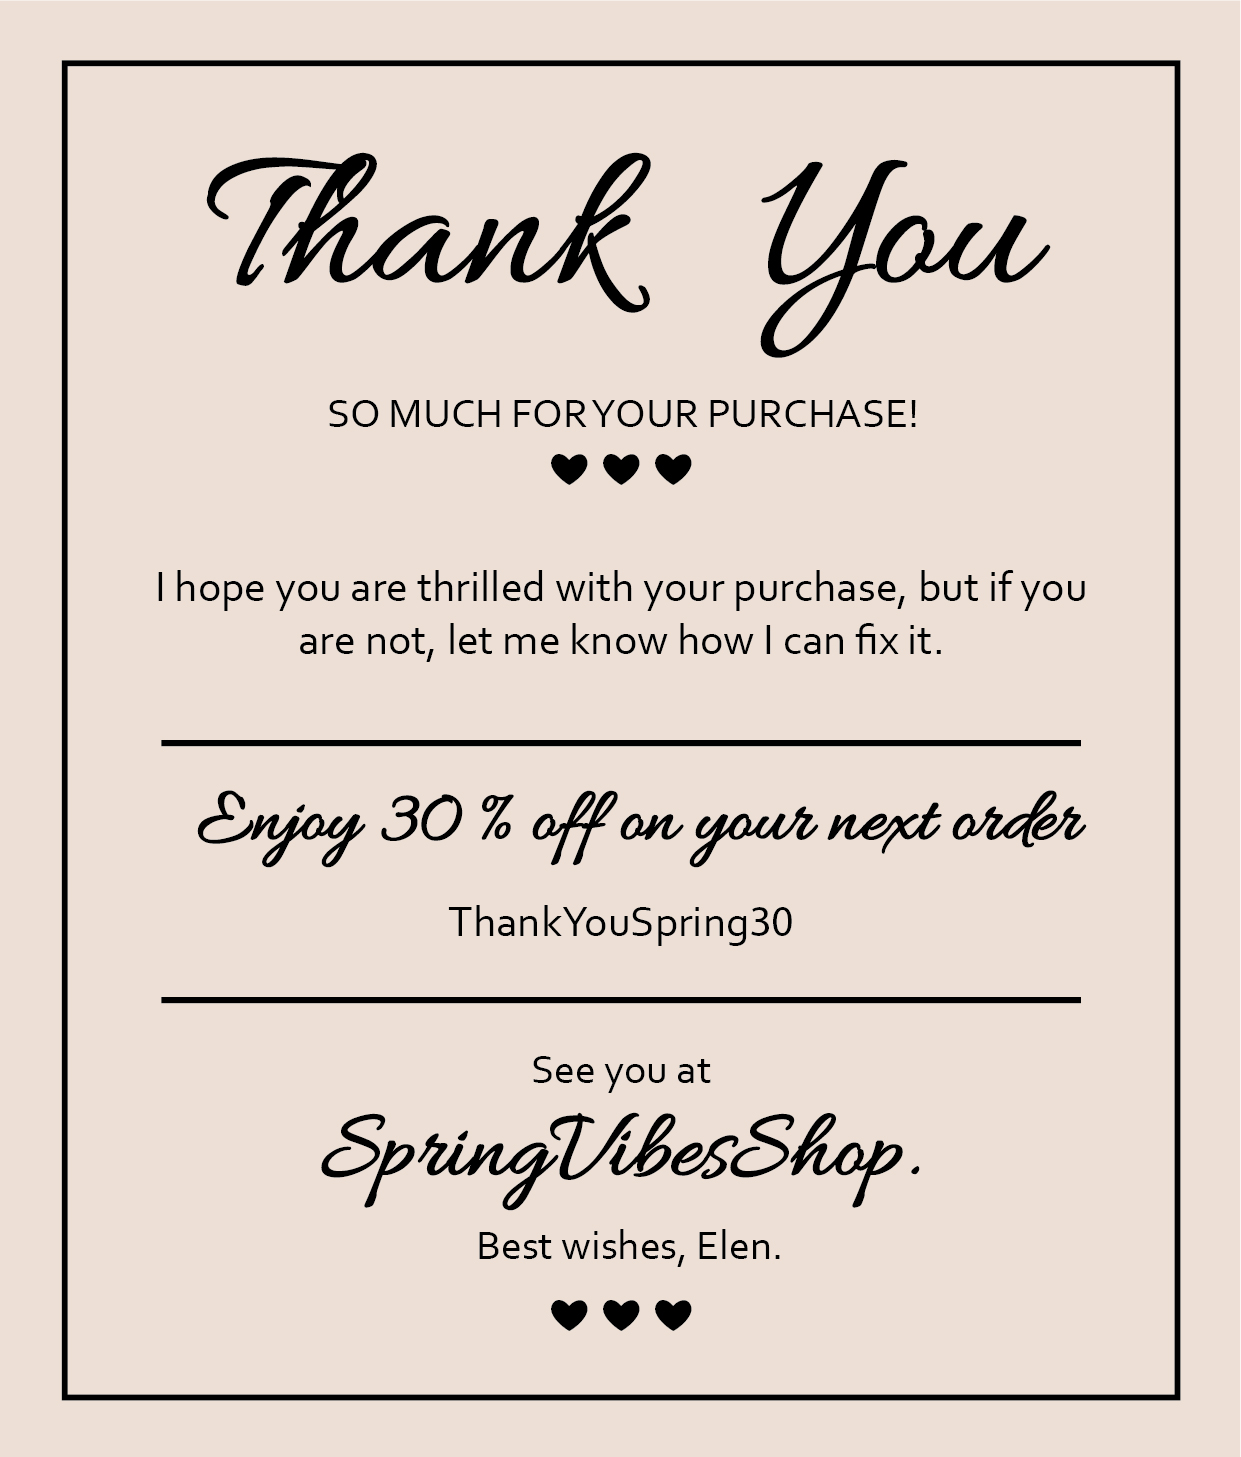 Thank You
SO MUCH FOR YOUR PURCHASE!
I hope you are thrilled with your purchase, but if you
are not, let me know how I can fix it.
Enjoy 30 % off on your next order
ThankYouSpring30
See you at
SpringVibesShop.
Best wishes, Elen.